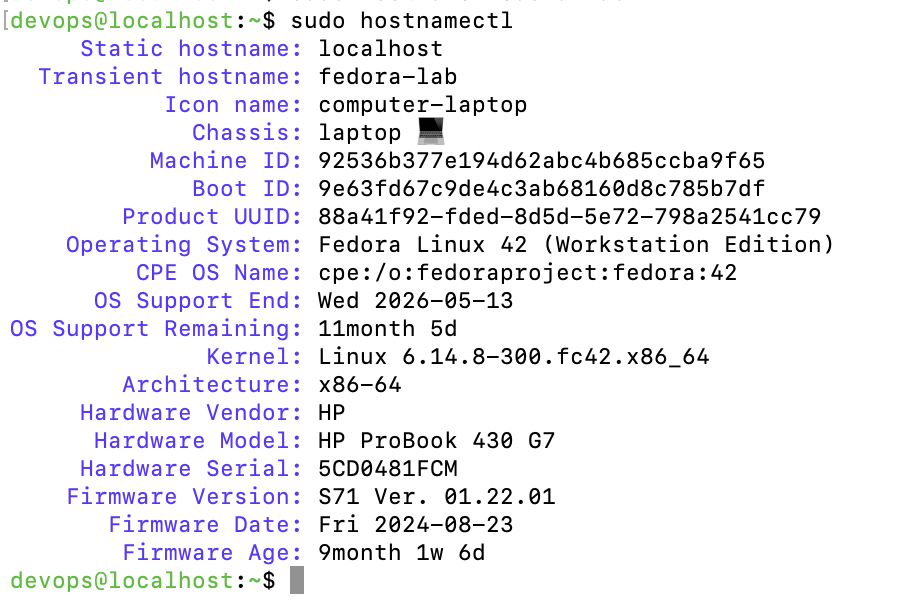 [devops@localhost:~$ sudo hostnamectl
Static hostname: localhost
Transient hostname: fedora-lab
Icon name: computer-laptop
Chassis: laptop 💻
Machine ID: 92536b377e194d62abc4b685ccba9f65
Boot ID: 9e63fd67c9de4c3ab68160d8c785b7df
Product UUID: 88a41f92-fded-8d5d-5e72-798a2541cc79
Operating System: Fedora Linux 42 (Workstation Edition)
CPE OS Name: cpe:/o:fedoraproject:fedora:42
OS Support End: Wed 2026-05-13
OS Support Remaining: 11month 5d
Kernel: Linux 6.14.8-300.fc42.x86_64
Architecture: x86-64
Hardware Vendor: HP
Hardware Model: HP ProBook 430 G7
Hardware Serial: 5CD0481FCM
Firmware Version: S71 Ver. 01.22.01
Firmware Date: Fri 2024-08-23
Firmware Age: 9month 1w 6d
devops@localhost:~$